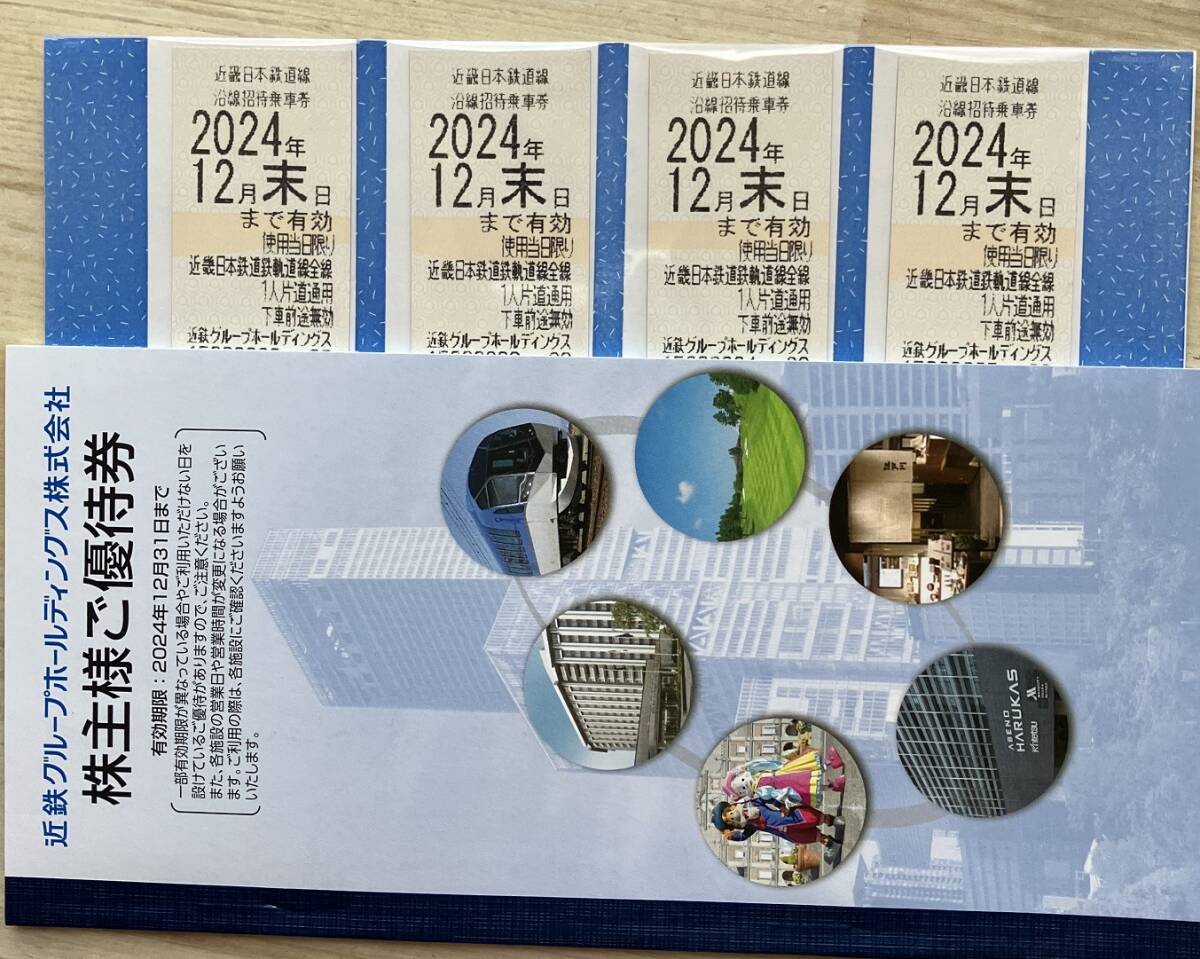 近畿日本鉄道線
沿線招待乗車券
2024年
12月末日
まで有効
使用当日限り
近畿日本鉄道鉄軌道線全線
1人片道通用
下車前途無効
近鉄グループホールディングス
近畿日本鉄道線
沿線招待乗車券
2024年
12月末日
まで有効
使用当日限り
近畿日本鉄道鉄軌道線全線
1人片道通用
下車前途無効
近鉄グループホールディングス
近畿日本鉄道線
沿線招待乗車券
2024年
12月末日
まで有効
使用当日限り
近畿日本鉄道鉄軌道線全線
1人片道通用
下車前途無効
近鉄グループホールディングス
近畿日本鉄道線
沿線招待乗車券
2024年
12月末日
まで有効
使用当日限り
近畿日本鉄道鉄軌道線全線
1人片道通用
下車前途無効
近鉄グループホールディングス
近鉄グループホールディングス株式会社
株主様ご優待券
有効期限：2024年12月31日まで
一部有効期限が異なっている場合やご利用いただけない日を
設けているご優待がありますので、ご注意ください。
また、各施設の営業日や営業時間が変更になる場合がござい
ます。ご利用の際は、各施設にご確認くださいますようお願い
いたします。
ABENO
HARUKAS
Kintetsu